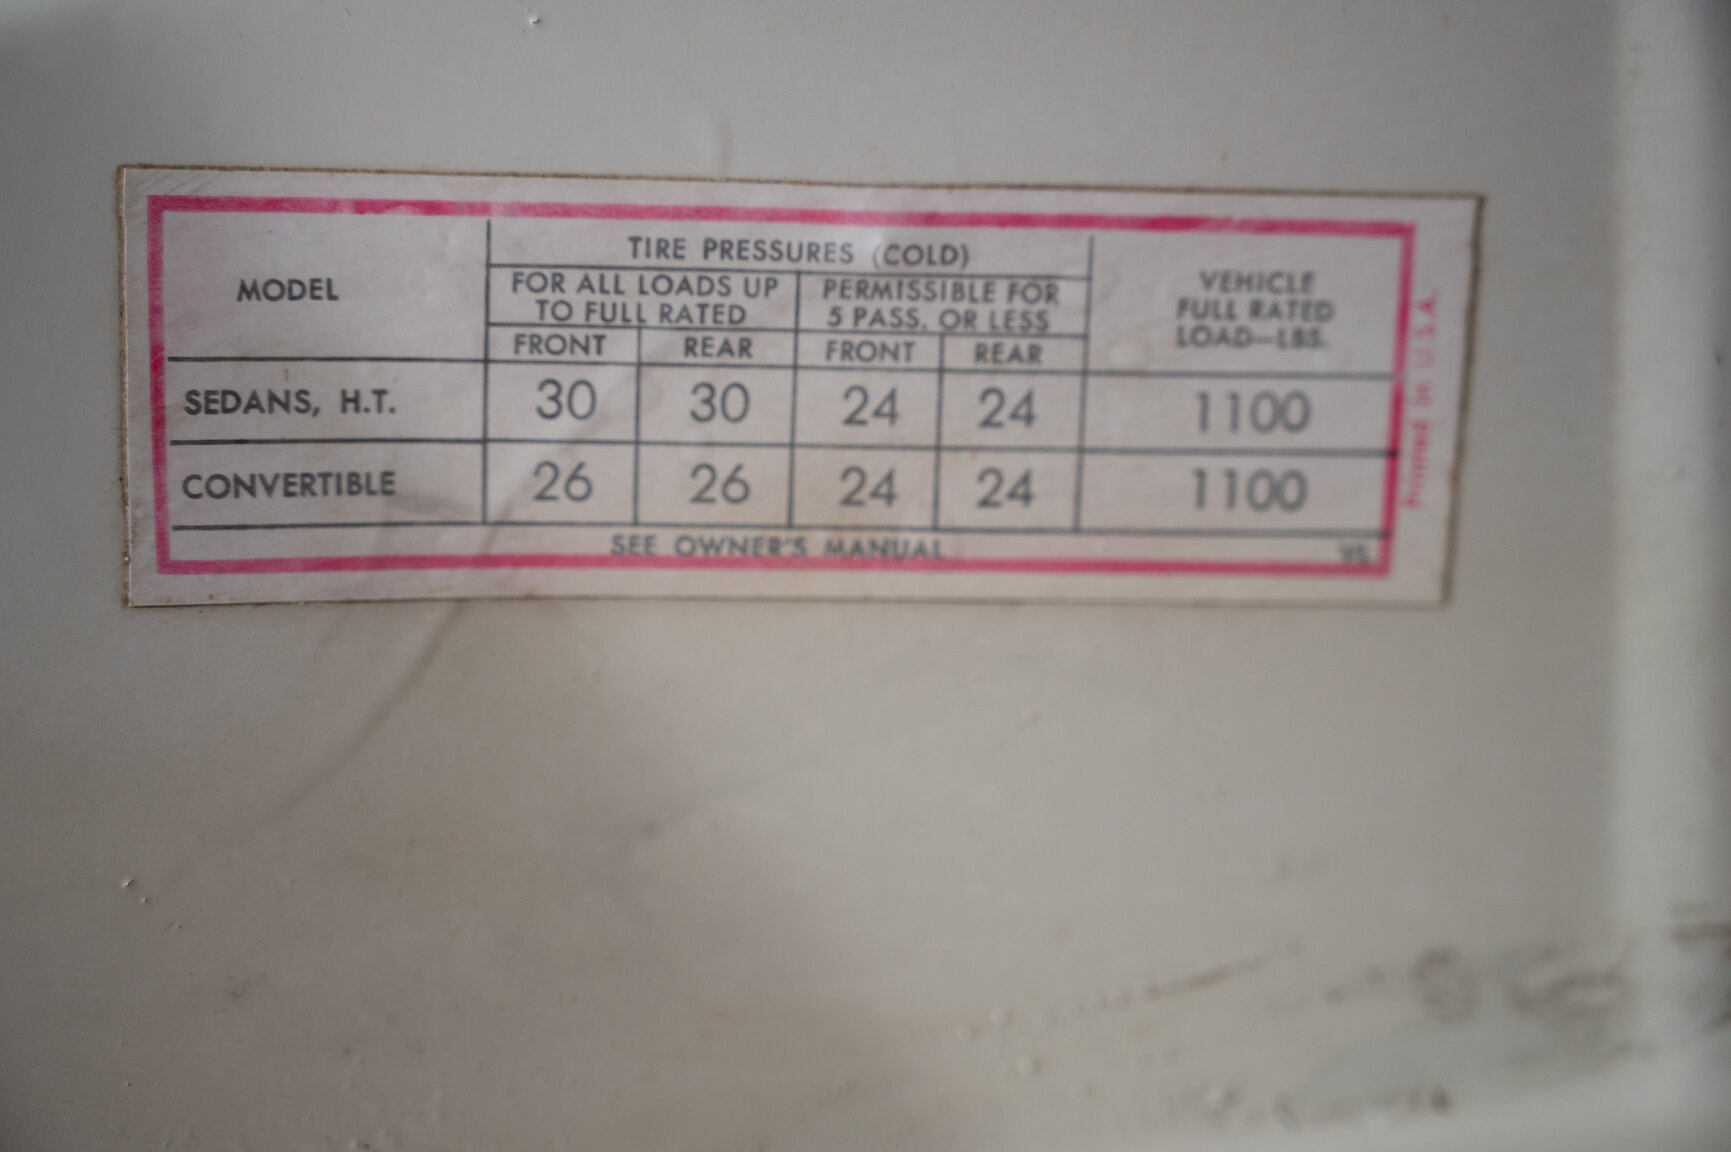 MODEL
TIRE PRESSURES (COLD)
FOR ALL LOADS UP
TO FULL RATED
PERMISSIBLE FOR
5 PASS. OR LESS
VEHICLE
FULL RATED
LOAD—LBS.
FRONT REAR FRONT REAR
SEDANS, H.T. 30 30 24 24 1100
CONVERTIBLE 26 26 24 24 1100
SEE OWNER'S MANUAL
Printed in U.S.A.